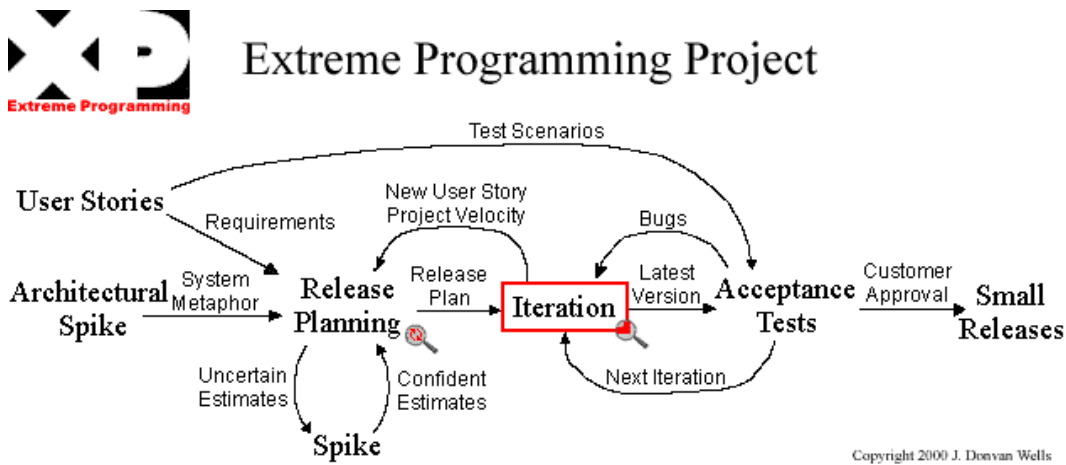 XP
Extreme Programming
Extreme Programming Project
Test Scenarios
User Stories
Requirements
New User Story
Project Velocity
Bugs
Architectural
Spike
System
Metaphor
Release
Planning
Release
Plan
Iteration
Latest
Version
Acceptance
Tests
Customer
Approval
Small
Releases
Uncertain
Estimates
Confident
Estimates
Next Iteration
Spike
Copyright 2000 J. Donvan Wells